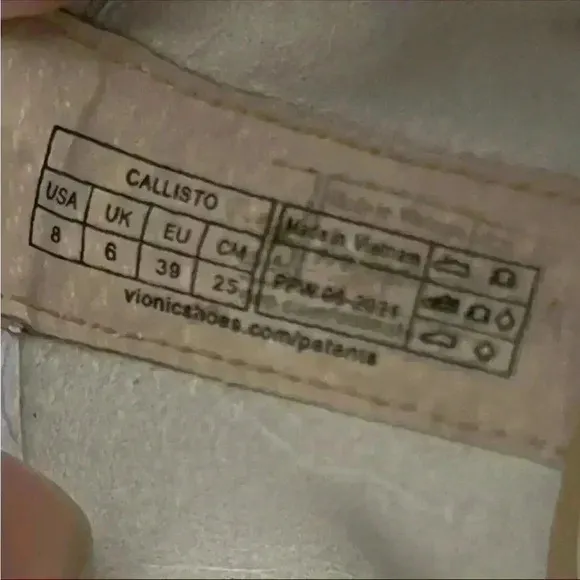 CALLISTO
USA UK EU CM
8 6 39 25
Made in Vietnam
PPW 06-2021
vionicshoes.com/patents